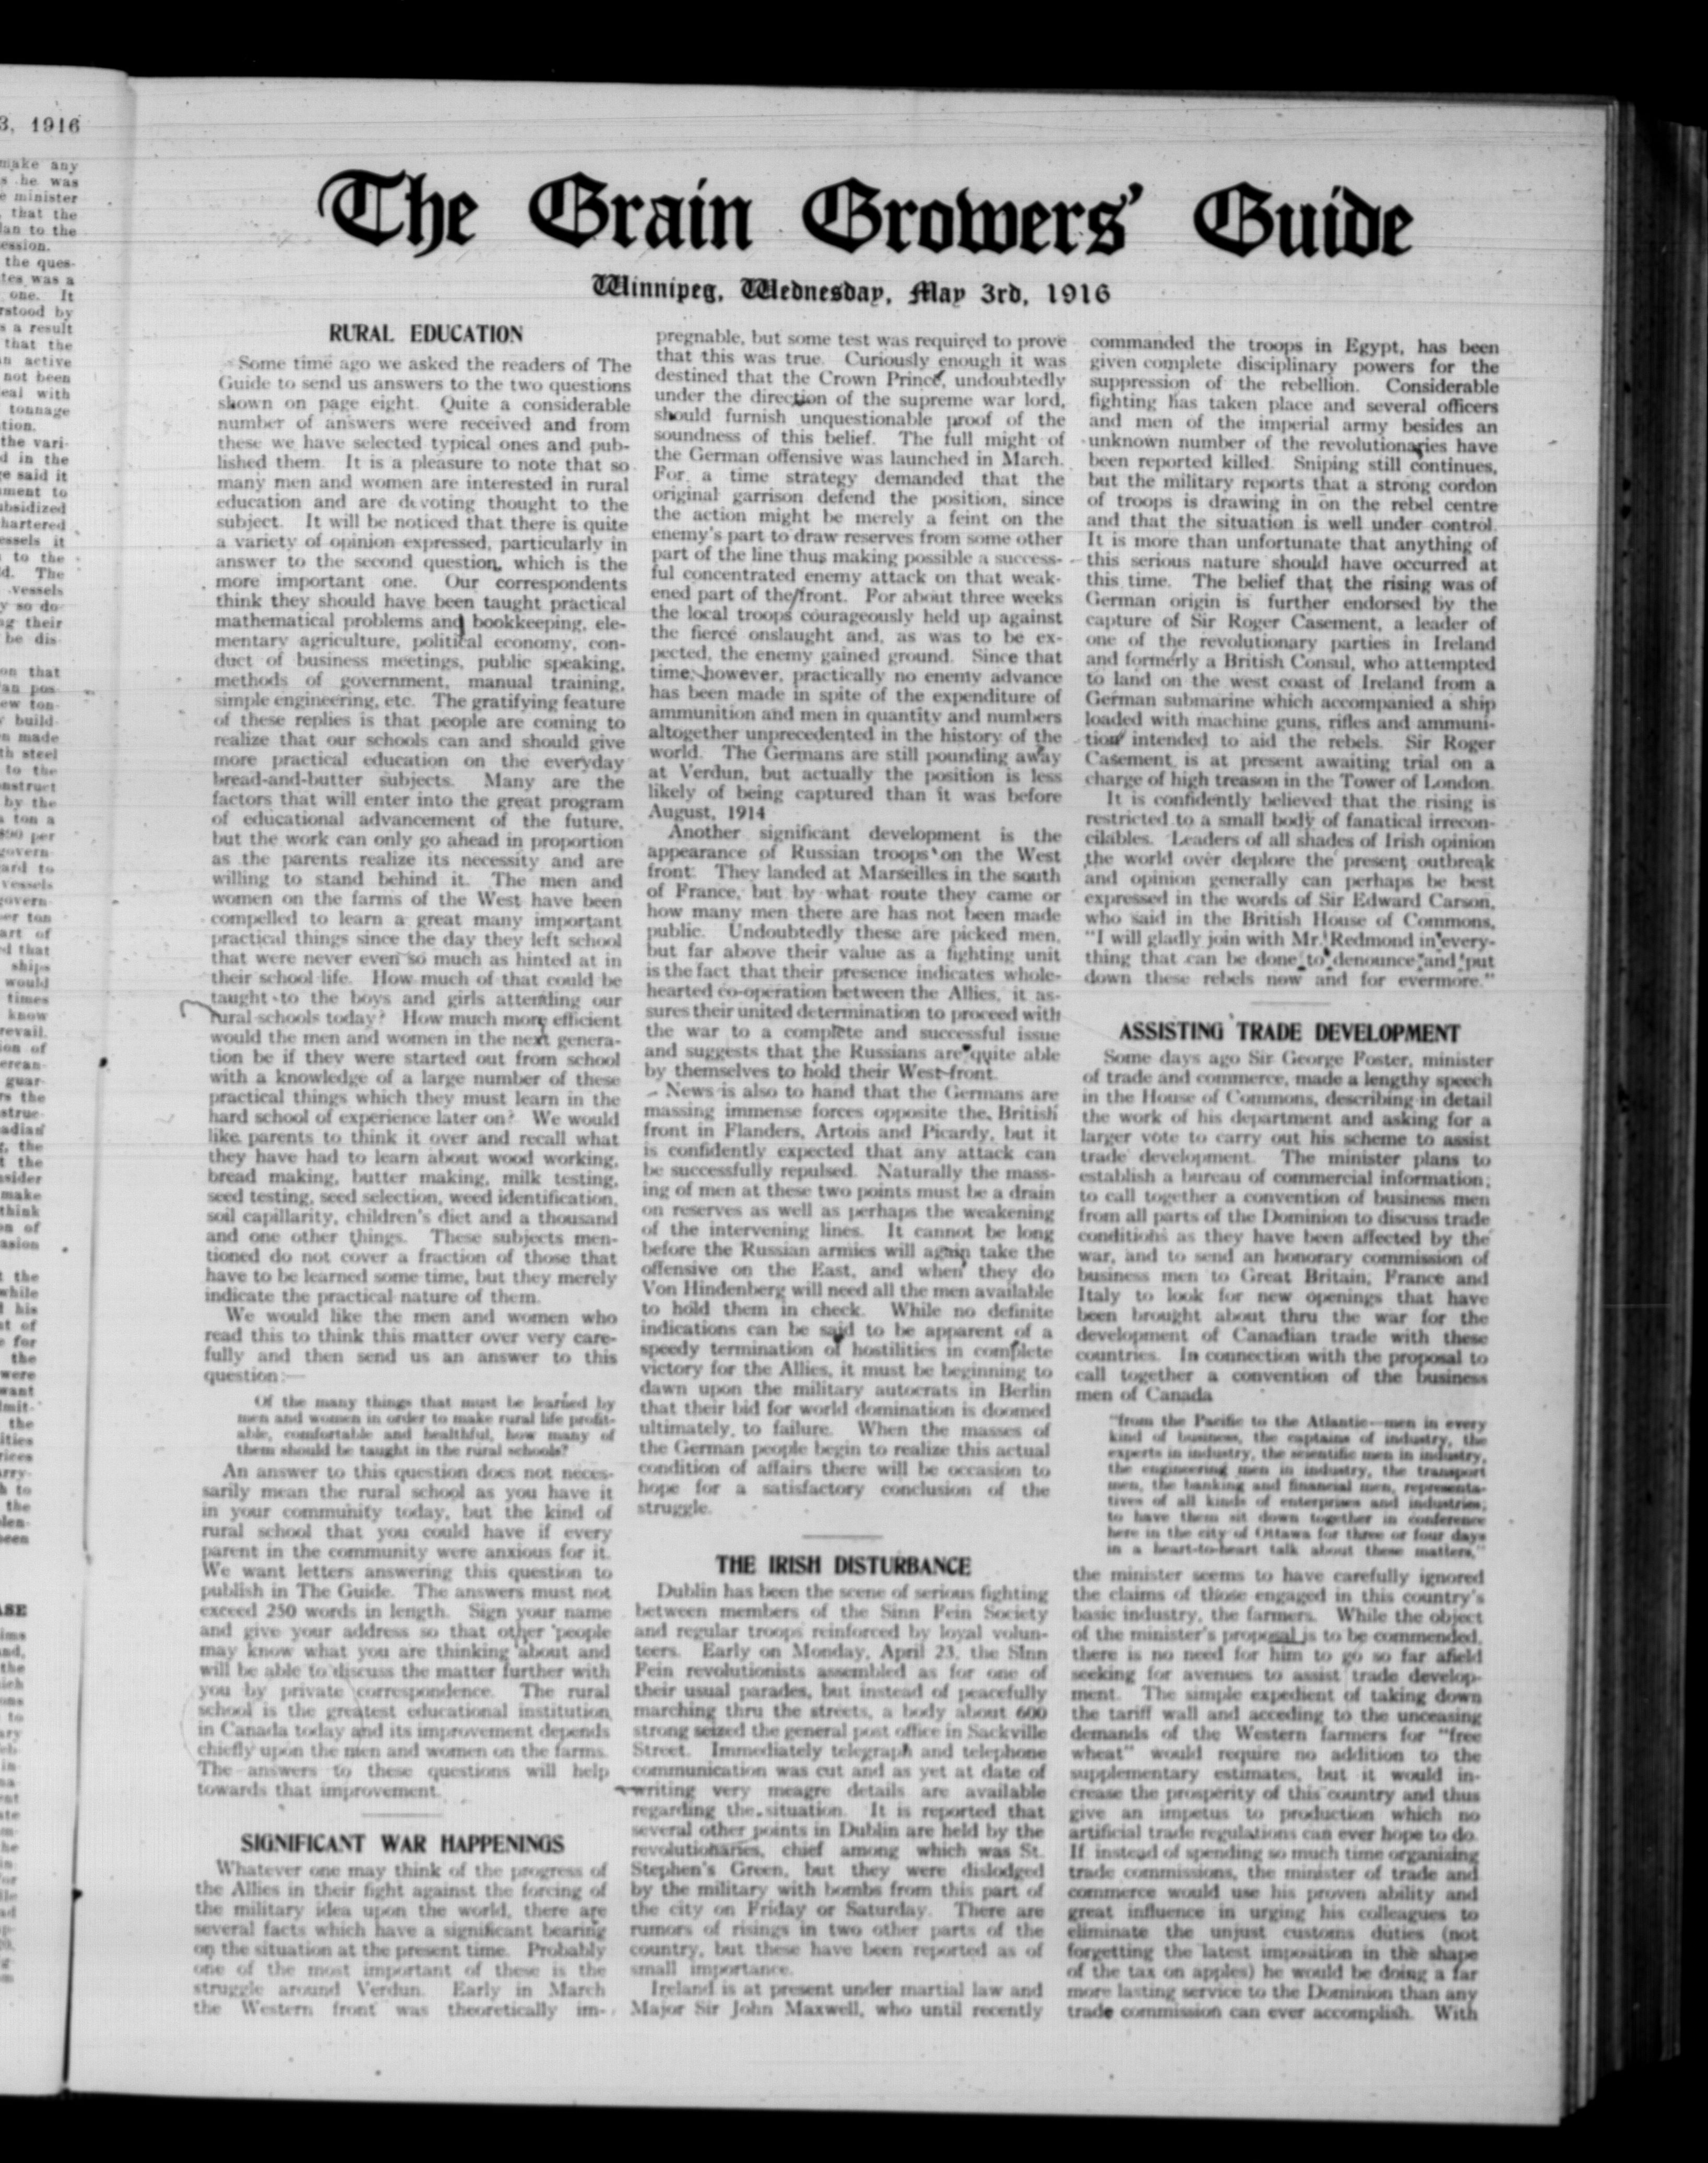 3, 1916
make any
s he was
e minister
that the
lan to the
ession.
the ques-
tes was a
one. It
rstood by
s a result
that the
n active
not been
eal with
tonnage
tion.
the vari-
d in the
e said it
ment to
ubsidized
hartered
essels it
to the
d. The
vessels
y so do
ng their
be dis-
on that
an pos-
ew ton-
build-
n made
th steel
to the
nstruct
by the
The Grain Growers' Guide
Winnipeg, Wednesday, May 3rd, 1916
RURAL EDUCATION
Some time ago we asked the readers of The
Guide to send us answers to the two questions
shown on page eight. Quite a considerable
number of answers were received and from
these we have selected typical ones and pub-
lished them. It is a pleasure to note that so
many men and women are interested in rural
education and are devoting thought to the
subject. It will be noticed that there is quite
a variety of opinion expressed, particularly in
answer to the second question, which is the
more important one. Our correspondents
think they should have been taught practical
mathematical problems and bookkeeping, ele-
mentary agriculture, political economy, con-
duct of business meetings, public speaking,
methods of government, manual training,
simple engineering, etc. The gratifying feature
of these replies is that people are coming to
realize that our schools can and should give
more practical education on the everyday
bread-and-butter subjects. Many are the
factors that will enter into the great program
of educational advancement of the future,
but the work can only go ahead in proportion
as the parents realize its necessity and are
willing to stand behind it. The men and
women on the farms of the West have been
compelled to learn a great many important
practical things since the day they left school
that were never even so much as hinted at in
their school life. How much of that could be
taught to the boys and girls attending our
rural schools today? How much more efficient
would the men and women in the next genera-
tion be if they were started out from school
with a knowledge of a large number of these
practical things which they must learn in the
hard school of experience later on? We would
like parents to think it over and recall what
they have had to learn about wood working,
bread making, butter making, milk testing,
seed testing, seed selection, weed identification,
soil capillarity, children's diet and a thousand
and one other things. These subjects men-
tioned do not cover a fraction of those that
have to be learned some time, but they merely
indicate the practical nature of them.
We would like the men and women who
read this to think this matter over very care-
fully and then send us an answer to this
question:—
Of the many things that must be learned by
men and women in order to make rural life profit-
able, comfortable and healthful, how many of
them should be taught in the rural schools?
An answer to this question does not neces-
sarily mean the rural school as you have it
in your community today, but the kind of
rural school that you could have if every
parent in the community were anxious for it.
We want letters answering this question to
publish in The Guide. The answers must not
exceed 250 words in length. Sign your name
and give your address so that other people
may know what you are thinking about and
will be able to discuss the matter further with
you by private correspondence. The rural
school is the greatest educational institution
in Canada today and its improvement depends
chiefly upon the men and women on the farms.
The answers to these questions will help
towards that improvement.
SIGNIFICANT WAR HAPPENINGS
Whatever one may think of the progress of
the Allies in their fight against the forcing of
the military idea upon the world, there are
several facts which have a significant bearing
on the situation at the present time. Probably
one of the most important of these is the
struggle around Verdun. Early in March
the Western front was theoretically im-
pregnable, but some test was required to prove
that this was true. Curiously enough it was
destined that the Crown Prince, undoubtedly
under the direction of the supreme war lord,
should furnish unquestionable proof of the
soundness of this belief. The full might of
the German offensive was launched in March.
For a time strategy demanded that the
original garrison defend the position, since
the action might be merely a feint on the
enemy's part to draw reserves from some other
part of the line thus making possible a success-
ful concentrated enemy attack on that weak-
ened part of the front. For about three weeks
the local troops courageously held up against
the fierce onslaught and, as was to be ex-
pected, the enemy gained ground. Since that
time, however, practically no enemy advance
has been made in spite of the expenditure of
ammunition and men in quantity and numbers
altogether unprecedented in the history of the
world. The Germans are still pounding away
at Verdun, but actually the position is less
likely of being captured than it was before
August, 1914
Another significant development is the
appearance of Russian troops on the West
front. They landed at Marseilles in the south
of France, but by what route they came or
how many men there are has not been made
public. Undoubtedly these are picked men,
but far above their value as a fighting unit
is the fact that their presence indicates whole-
hearted co-operation between the Allies, it as-
sures their united determination to proceed with
the war to a complete and successful issue
and suggests that the Russians are quite able
by themselves to hold their West front.
News is also to hand that the Germans are
massing immense forces opposite the British
front in Flanders, Artois and Picardy, but it
is confidently expected that any attack can
be successfully repulsed. Naturally the mass-
ing of men at these two points must be a drain
on reserves as well as perhaps the weakening
of the intervening lines. It cannot be long
before the Russian armies will again take the
offensive on the East, and when they do
Von Hindenberg will need all the men available
to hold them in check. While no definite
indications can be said to be apparent of a
speedy termination of hostilities in complete
victory for the Allies, it must be beginning to
dawn upon the military autocrats in Berlin
that their bid for world domination is doomed
ultimately, to failure. When the masses of
the German people begin to realize this actual
condition of affairs there will be occasion to
hope for a satisfactory conclusion of the
struggle.
THE IRISH DISTURBANCE
Dublin has been the scene of serious fighting
between members of the Sinn Fein Society
and regular troops reinforced by loyal volun-
teers. Early on Monday, April 23, the SInn
Fein revolutionists assembled as for one of
their usual parades, but instead of peacefully
marching thru the streets, a body about 600
strong seized the general post office in Sackville
Street. Immediately telegraph and telephone
communication was cut and as yet at date of
writing very meagre details are available
regarding the situation. It is reported that
several other points in Dublin are held by the
revolutionaries, chief among which was St.
Stephen's Green, but they were dislodged
by the military with bombs from this part of
the city on Friday or Saturday. There are
rumors of risings in two other parts of the
country, but these have been reported as of
small importance.
Ireland is at present under martial law and
Major Sir John Maxwell, who until recently
commanded the troops in Egypt, has been
given complete disciplinary powers for the
suppression of the rebellion. Considerable
fighting has taken place and several officers
and men of the imperial army besides an
unknown number of the revolutionaries have
been reported killed. Sniping still continues,
but the military reports that a strong cordon
of troops is drawing in on the rebel centre
and that the situation is well under control.
It is more than unfortunate that anything of
this serious nature should have occurred at
this time. The belief that the rising was of
German origin is further endorsed by the
capture of Sir Roger Casement, a leader of
one of the revolutionary parties in Ireland
and formerly a British Consul, who attempted
to land on the west coast of Ireland from a
German submarine which accompanied a ship
loaded with machine guns, rifles and ammuni-
tion intended to aid the rebels. Sir Roger
Casement is at present awaiting trial on a
charge of high treason in the Tower of London.
It is confidently believed that the rising is
restricted to a small body of fanatical irrecon-
cilables. Leaders of all shades of Irish opinion
the world over deplore the present outbreak
and opinion generally can perhaps be best
expressed in the words of Sir Edward Carson,
who said in the British House of Commons,
"I will gladly join with Mr. Redmond in every-
thing that can be done to denounce and put
down these rebels now and for evermore."
ASSISTING TRADE DEVELOPMENT
Some days ago Sir George Foster, minister
of trade and commerce, made a lengthy speech
in the House of Commons, describing in detail
the work of his department and asking for a
larger vote to carry out his scheme to assist
trade development. The minister plans to
establish a bureau of commercial information;
to call together a convention of business men
from all parts of the Dominion to discuss trade
conditions as they have been affected by the
war, and to send an honorary commission of
business men to Great Britain, France and
Italy to look for new openings that have
been brought about thru the war for the
development of Canadian trade with these
countries. In connection with the proposal to
call together a convention of the business
men of Canada
"from the Pacific to the Atlantic—men in every
kind of business, the captains of industry, the
experts in industry, the scientific men in industry,
the engineering men in industry, the transport
men, the banking and financial men, representa-
tives of all kinds of enterprises and industries;
to have them sit down together in conference
here in the city of Ottawa for three or four days
in a heart-to-heart talk about these matters,"
the minister seems to have carefully ignored
the claims of those engaged in this country's
basic industry, the farmers. While the object
of the minister's proposal is to be commended,
there is no need for him to go so far afield
seeking for avenues to assist trade develop-
ment. The simple expedient of taking down
the tariff wall and acceding to the unceasing
demands of the Western farmers for "free
wheat" would require no addition to the
supplementary estimates, but it would in-
crease the prosperity of this country and thus
give an impetus to production which no
artificial trade regulations can ever hope to do.
If instead of spending so much time organizing
trade commissions, the minister of trade and
commerce would use his proven ability and
great influence in urging his colleagues to
eliminate the unjust customs duties (not
forgetting the latest imposition in the shape
of the tax on apples) he would be doing a far
more lasting service to the Dominion than any
trade commission can ever accomplish. With